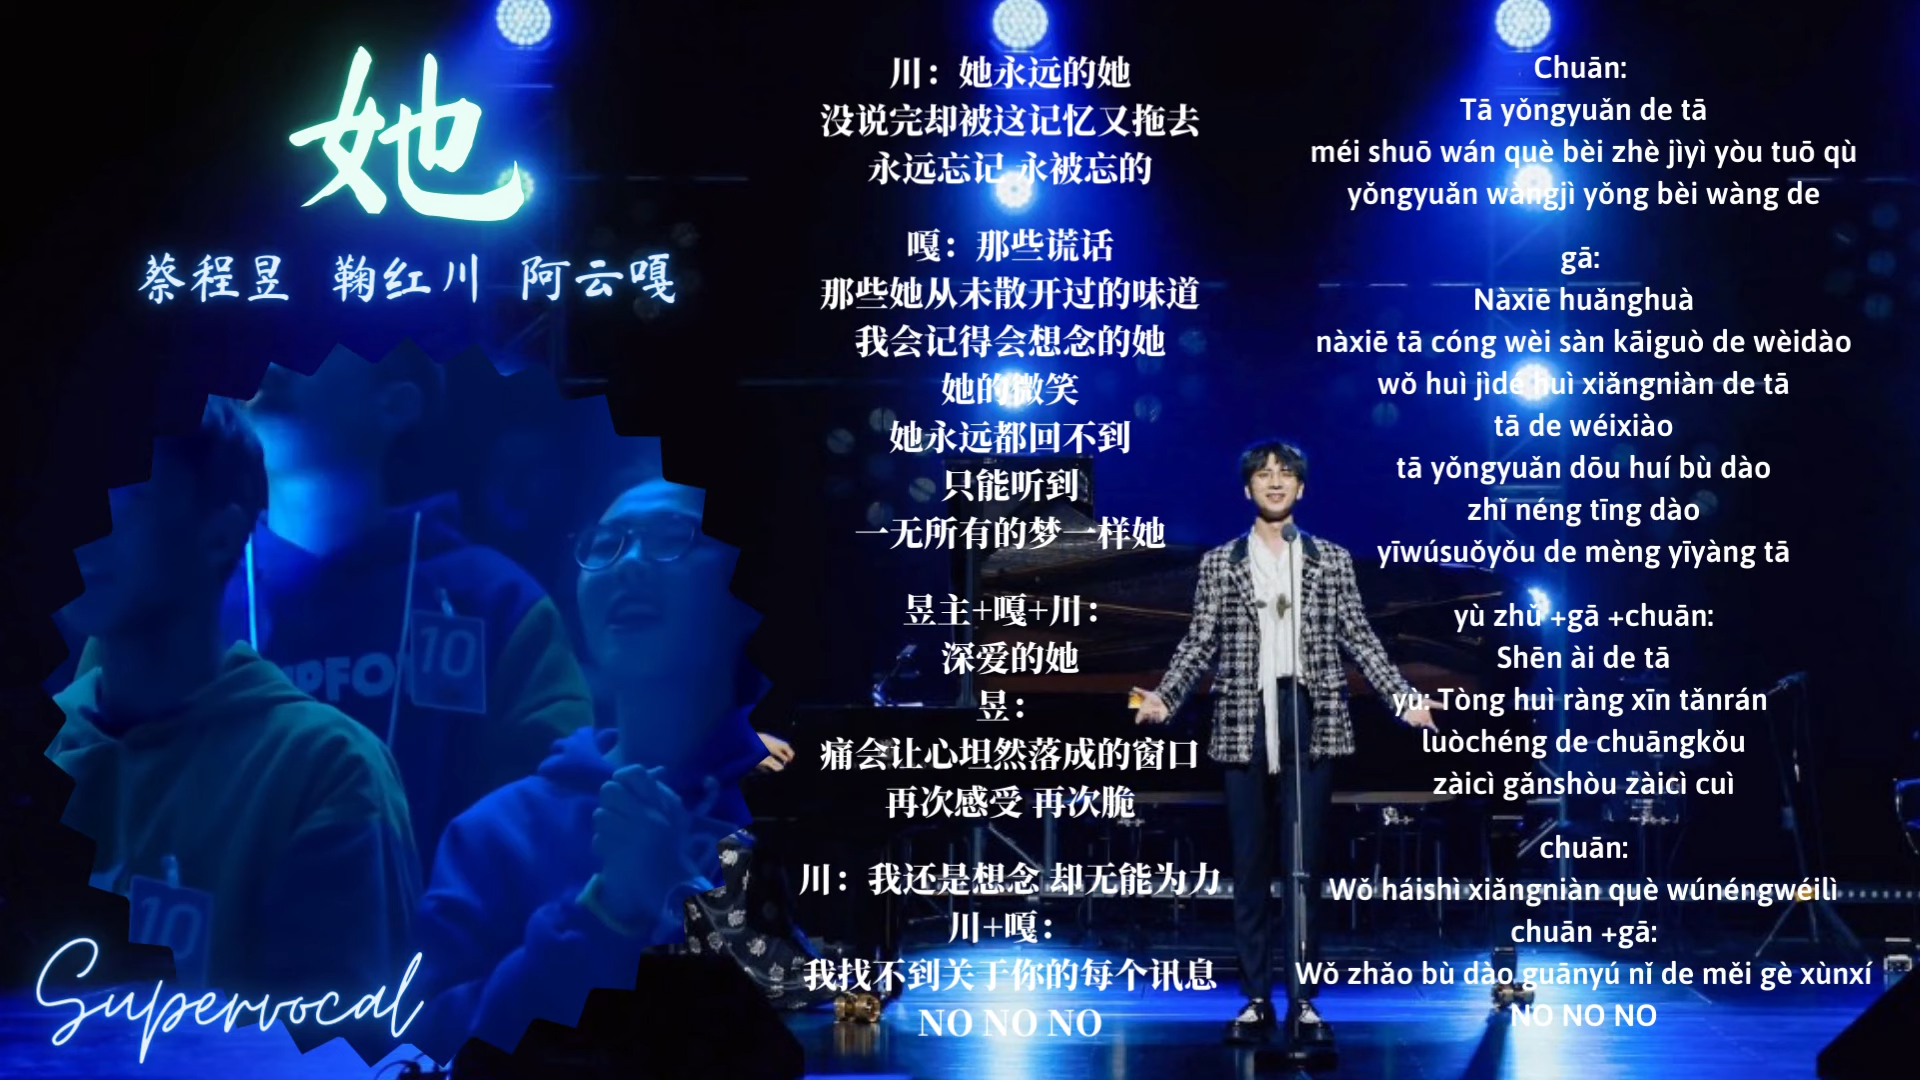 她
蔡程昱 鞠红川 阿云嘎
10
10
Supervocal
川：她永远的她
没说完却被这记忆又拖去
永远忘记 永被忘的
嘎：那些谎话
那些她从未散开过的味道
我会记得会想念的她
她的微笑
她永远都回不到
只能听到
一无所有的梦一样她
昱主+嘎+川：
深爱的她
昱：
痛会让心坦然落成的窗口
再次感受 再次脆
川：我还是想念 却无能为力
川+嘎：
我找不到关于你的每个讯息
NO NO NO
Chuān:
Tā yǒngyuǎn de tā
méi shuō wán què bèi zhè jìyì yòu tuō qù
yǒngyuǎn wàngjì yǒng bèi wàng de
gā:
Nàxiē huǎnghuà
nàxiē tā cóng wèi sàn kāiguò de wèidào
wǒ huì jìdé huì xiǎngniàn de tā
tā de wéixiào
tā yǒngyuǎn dōu huí bù dào
zhǐ néng tīng dào
yīwúsuǒyǒu de mèng yīyàng tā
yù zhǔ +gā +chuān:
Shēn ài de tā
yù: Tòng huì ràng xīn tǎnrán
luòchéng de chuāngkǒu
zàicì gǎnshòu zàicì cuì
chuān:
Wǒ háishì xiǎngniàn què wúnéngwéilì
chuān +gā:
Wǒ zhǎo bù dào guānyú nǐ de měi gè xùnxí
NO NO NO